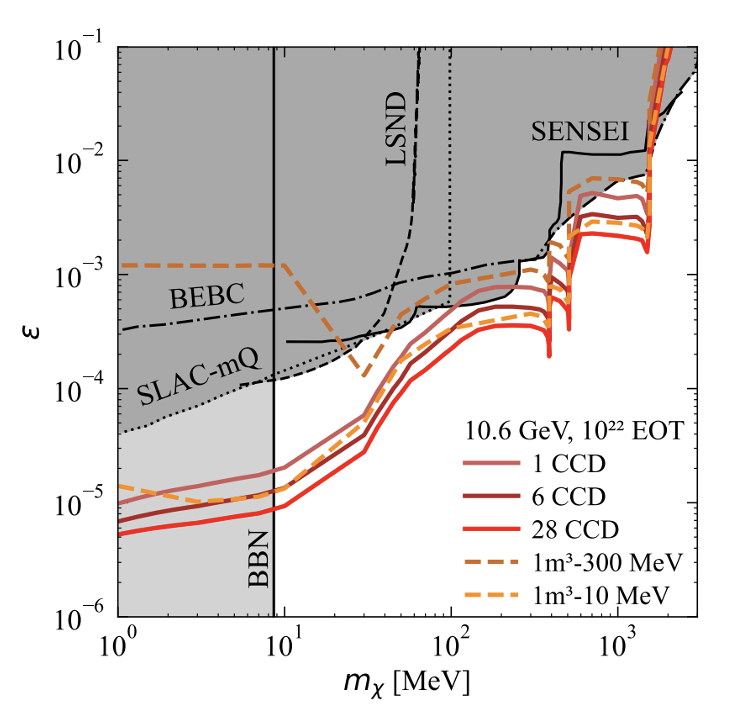 10⁻¹
10⁻²
10⁻³
10⁻⁴
10⁻⁵
10⁻⁶
ε
LSND
SENSEI
BEBC
SLAC-mQ
BBN
10.6 GeV, 10²² EOT
1 CCD
6 CCD
28 CCD
1m³-300 MeV
1m³-10 MeV
10⁰ 10¹ 10² 10³
mᵪ [MeV]